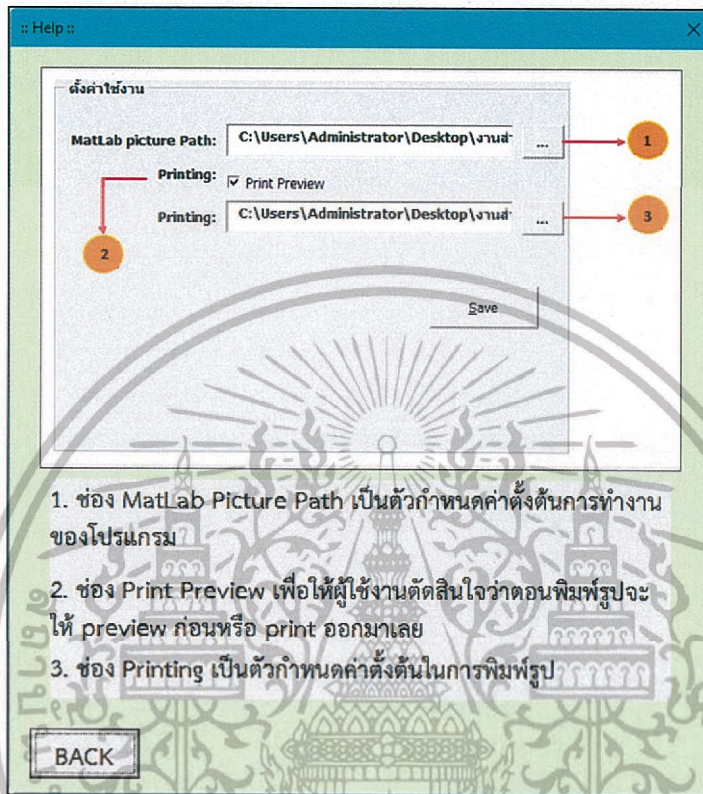 :: Help ::
ตั้งค่าใช้งาน
MatLab picture Path: C:\Users\Administrator\Desktop\งานส่ ... 1
Printing: Print Preview
Printing: C:\Users\Administrator\Desktop\งานส่ ... 3
2
Save
1. ช่อง MatLab Picture Path เป็นตัวกำหนดค่าตั้งต้นการทำงาน
ของโปรแกรม
2. ช่อง Print Preview เพื่อให้ผู้ใช้งานตัดสินใจว่าตอนพิมพ์รูปจะ
ให้ preview ก่อนหรือ print ออกมาเลย
3. ช่อง Printing เป็นตัวกำหนดค่าตั้งต้นในการพิมพ์รูป
BACK